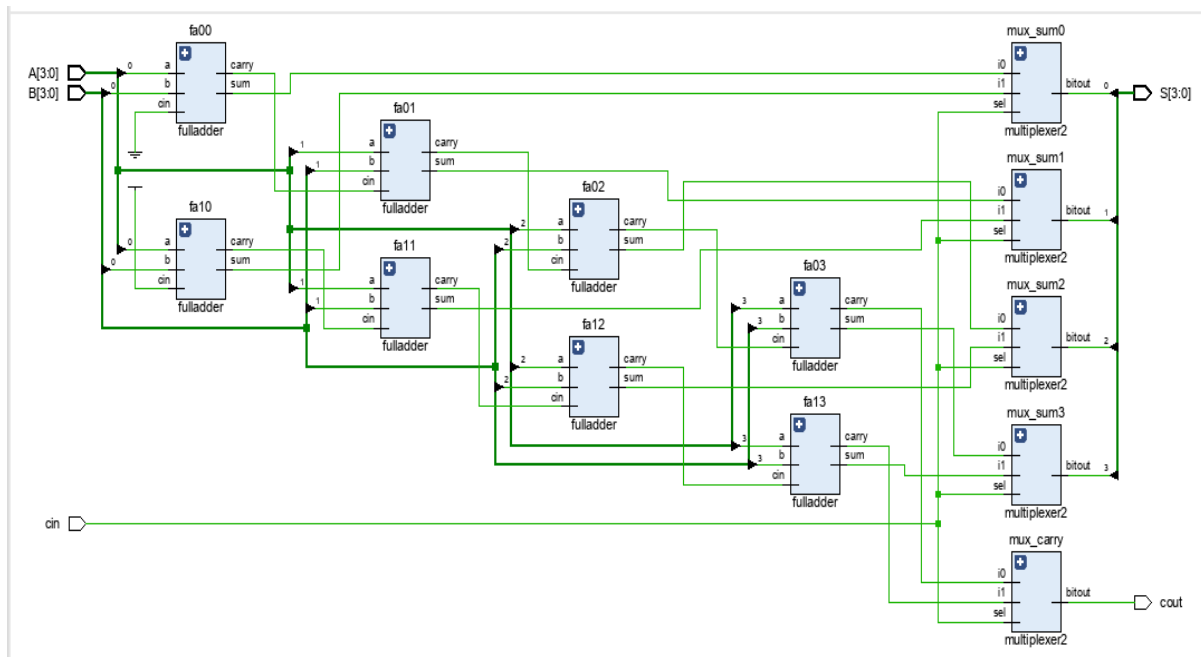 fa00
mux_sum0
A[3:0]
0
a
carry
i0
B[3:0]
0
b
sum
i1
bitout
0
S[3:0]
cin
fa01
sel
fulladder
multiplexer2
1
a
carry
mux_sum1
1
b
sum
cin
fa02
i0
fa10
fulladder
i1
bitout
1
0
a
carry
fa11
2
a
carry
sel
0
b
sum
2
b
sum
multiplexer2
cin
1
a
carry
cin
fa03
mux_sum2
fulladder
1
b
sum
fulladder
3
a
carry
i0
cin
fa12
3
b
sum
i1
bitout
2
fulladder
2
a
carry
cin
sel
2
b
sum
fulladder
multiplexer2
cin
fa13
mux_sum3
fulladder
3
a
carry
i0
3
b
sum
i1
bitout
3
cin
sel
fulladder
multiplexer2
cin
mux_carry
i0
i1
bitout
cout
sel
multiplexer2